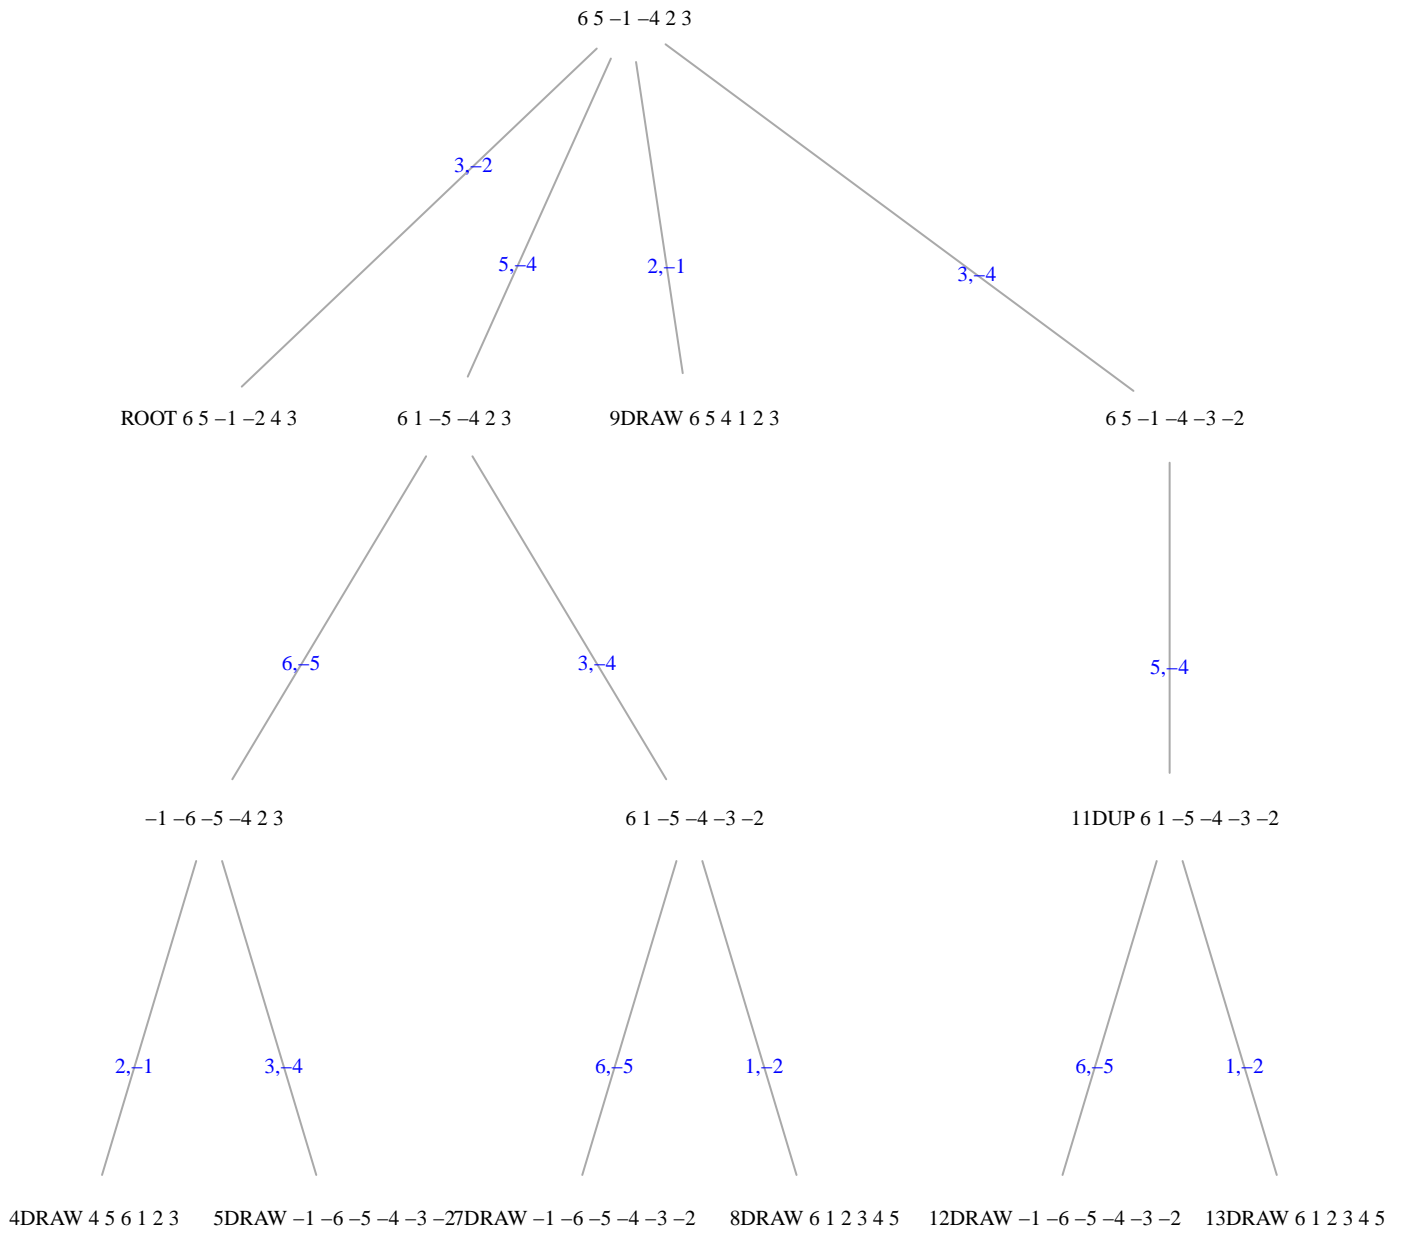 6 5 –1 –4 2 3
3,–2
5,–4
2,–1
3,–4
ROOT 6 5 –1 –2 4 3
6 1 –5 –4 2 3
9DRAW 6 5 4 1 2 3
6 5 –1 –4 –3 –2
6,–5
3,–4
5,–4
–1 –6 –5 –4 2 3
6 1 –5 –4 –3 –2
11DUP 6 1 –5 –4 –3 –2
2,–1
3,–4
6,–5
1,–2
6,–5
1,–2
4DRAW 4 5 6 1 2 3
5DRAW –1 –6 –5 –4 –3 –2
7DRAW –1 –6 –5 –4 –3 –2
8DRAW 6 1 2 3 4 5
12DRAW –1 –6 –5 –4 –3 –2
13DRAW 6 1 2 3 4 5